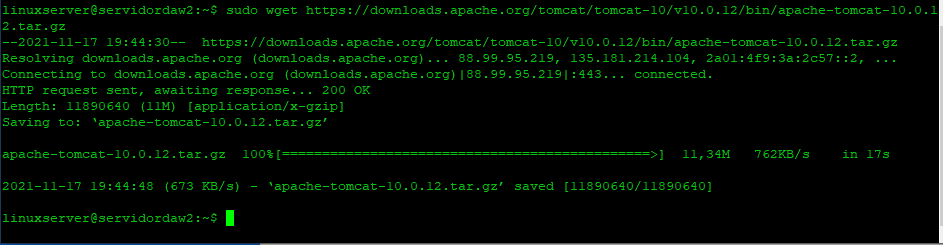 linuxserver@servidordaw2:~$ sudo wget https://downloads.apache.org/tomcat/tomcat-10/v10.0.12/bin/apache-tomcat-10.0.1
2.tar.gz
--2021-11-17 19:44:30--  https://downloads.apache.org/tomcat/tomcat-10/v10.0.12/bin/apache-tomcat-10.0.12.tar.gz
Resolving downloads.apache.org (downloads.apache.org)... 88.99.95.219, 135.181.214.104, 2a01:4f9:3a:2c57::2, ...
Connecting to downloads.apache.org (downloads.apache.org)|88.99.95.219|:443... connected.
HTTP request sent, awaiting response... 200 OK
Length: 11890640 (11M) [application/x-gzip]
Saving to: ‘apache-tomcat-10.0.12.tar.gz’
apache-tomcat-10.0.12.tar.gz  100%[==============================================>]  11,34M   762KB/s    in 17s
2021-11-17 19:44:48 (673 KB/s) - ‘apache-tomcat-10.0.12.tar.gz’ saved [11890640/11890640]
linuxserver@servidordaw2:~$